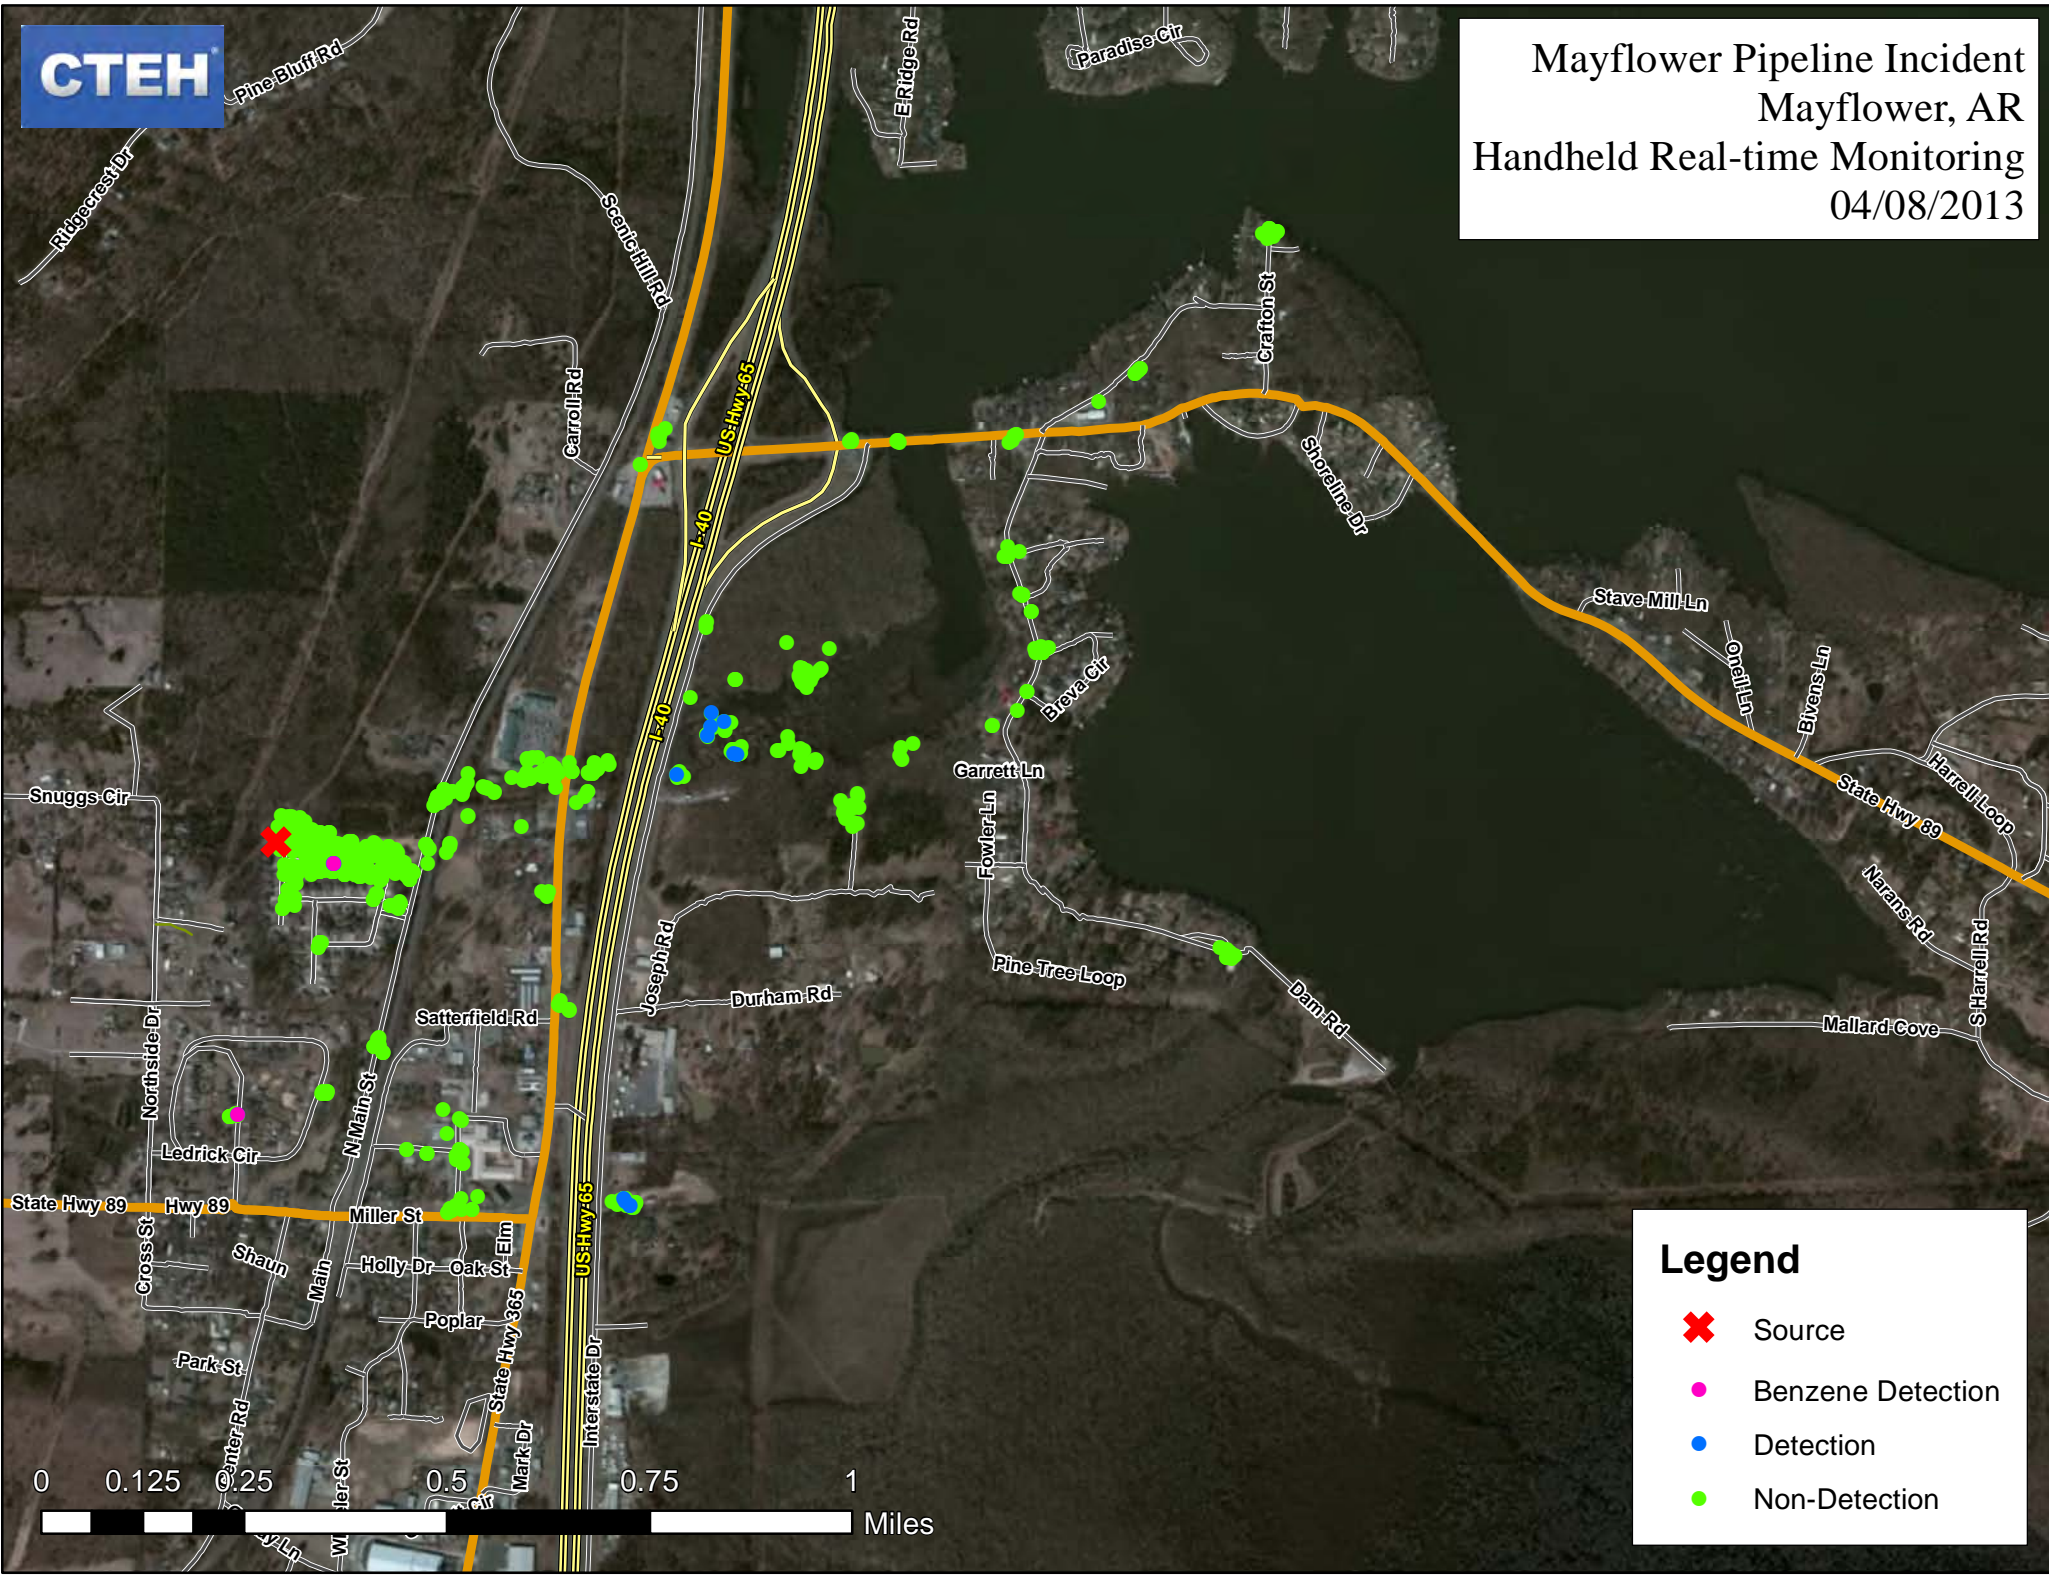 CTEH
Mayflower Pipeline Incident
Mayflower, AR
Handheld Real-time Monitoring
04/08/2013
Pine Bluff Rd
Ridgecrest Dr
Scenic Hill Rd
E Ridge Rd
Paradise Cir
Crafton St
Carroll Rd
US Hwy 65
I-40
Shoreline Dr
Stave Mill Ln
Oneil Ln
Bivens Ln
Breva Cir
I-40
Garrett Ln
Fowler Ln
Snuggs Cir
State Hwy 89
Harrell Loop
Narans Rd
S Harrell Rd
Joseph Rd
Pine Tree Loop
Durham Rd
Dam Rd
Mallard Cove
Satterfield Rd
Northside Dr
N Main St
Ledrick Cir
State Hwy 89
Hwy 89
Miller St
Elm
US Hwy 65
Cross St
Shaun
Main
Holly Dr
Oak St
Poplar
State Hwy 365
Park St
Interstate Dr
Mark Dr
Center Rd
Legend
Source
Benzene Detection
Detection
Non-Detection
0 0.125 0.25 0.5 0.75 1
Miles